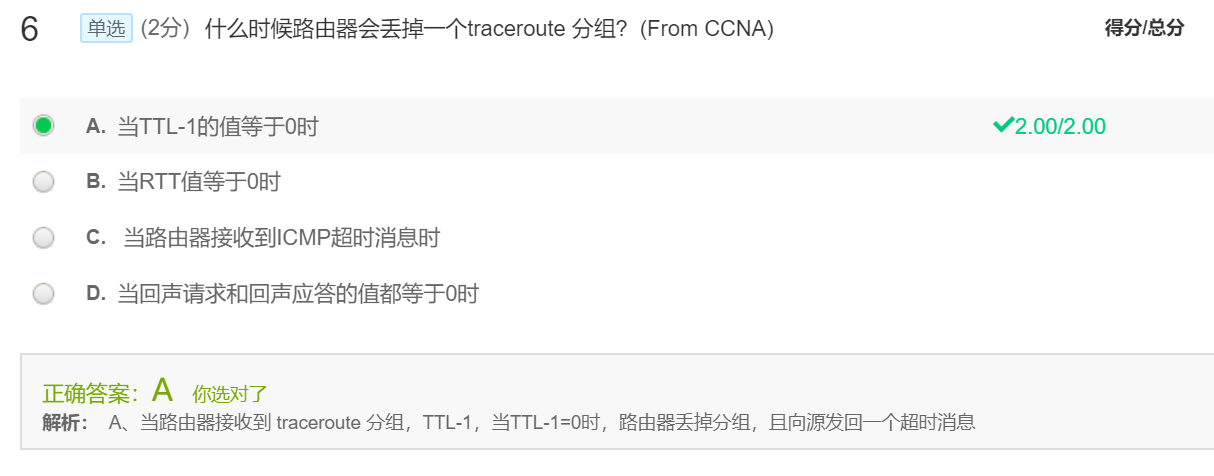 6 单选 (2分) 什么时候路由器会丢掉一个traceroute 分组？(From CCNA) 得分/总分
A. 当TTL-1的值等于0时 2.00/2.00
B. 当RTT值等于0时
C. 当路由器接收到ICMP超时消息时
D. 当回声请求和回声应答的值都等于0时
正确答案：A 你选对了
解析： A、当路由器接收到 traceroute 分组，TTL-1，当TTL-1=0时，路由器丢掉分组，且向源发回一个超时消息